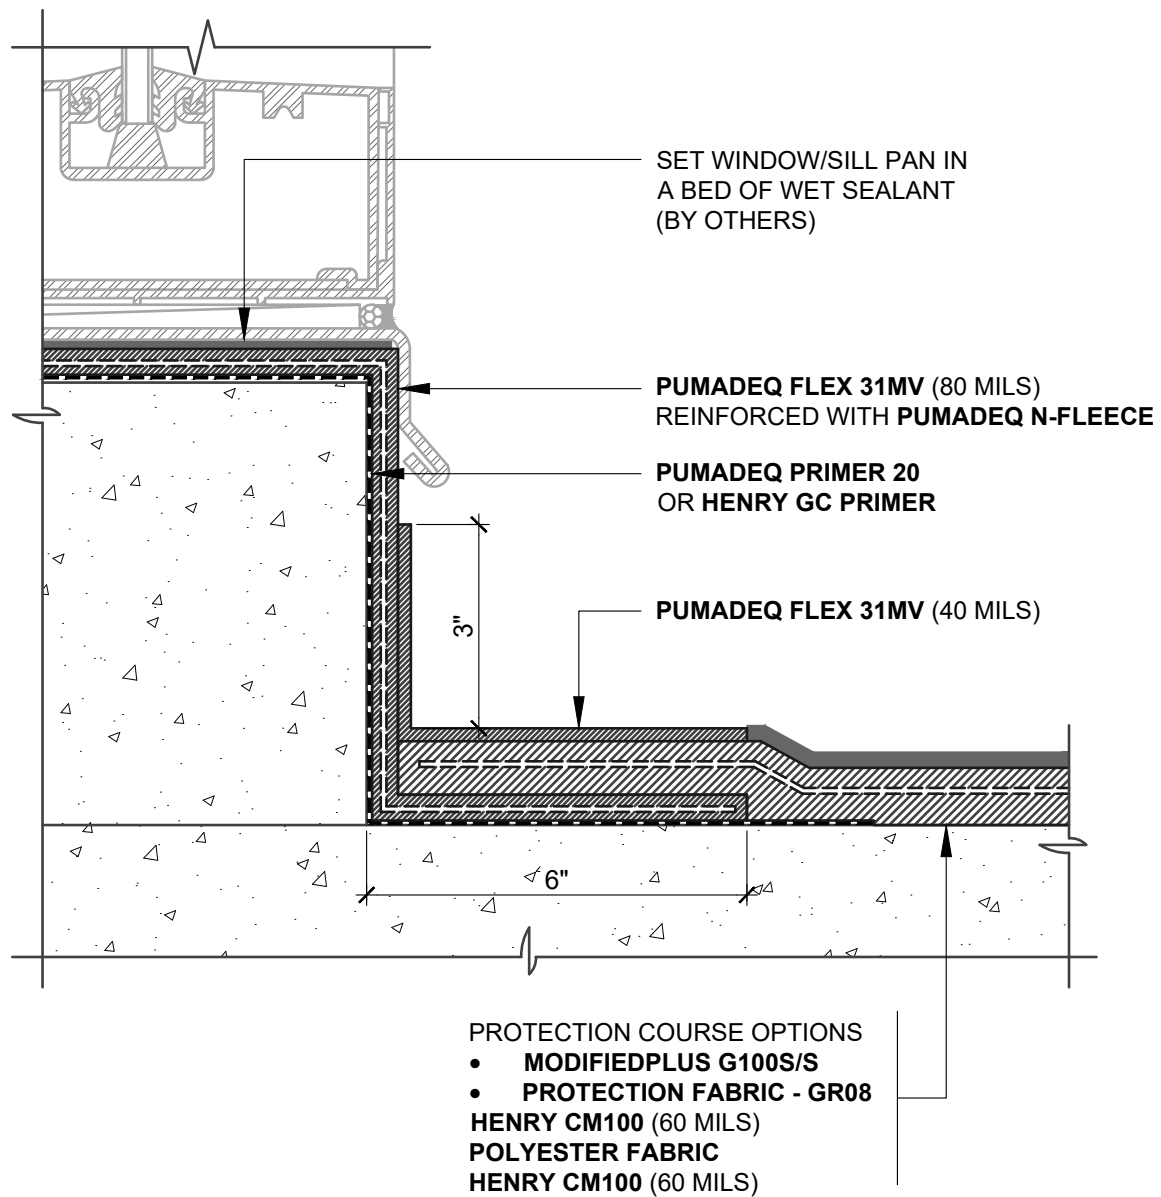 SET WINDOW/SILL PAN IN
A BED OF WET SEALANT
(BY OTHERS)
PUMADEQ FLEX 31MV (80 MILS)
REINFORCED WITH PUMADEQ N-FLEECE
PUMADEQ PRIMER 20
OR HENRY GC PRIMER
PUMADEQ FLEX 31MV (40 MILS)
3"
6"
PROTECTION COURSE OPTIONS
• MODIFIEDPLUS G100S/S
• PROTECTION FABRIC - GR08
HENRY CM100 (60 MILS)
POLYESTER FABRIC
HENRY CM100 (60 MILS)